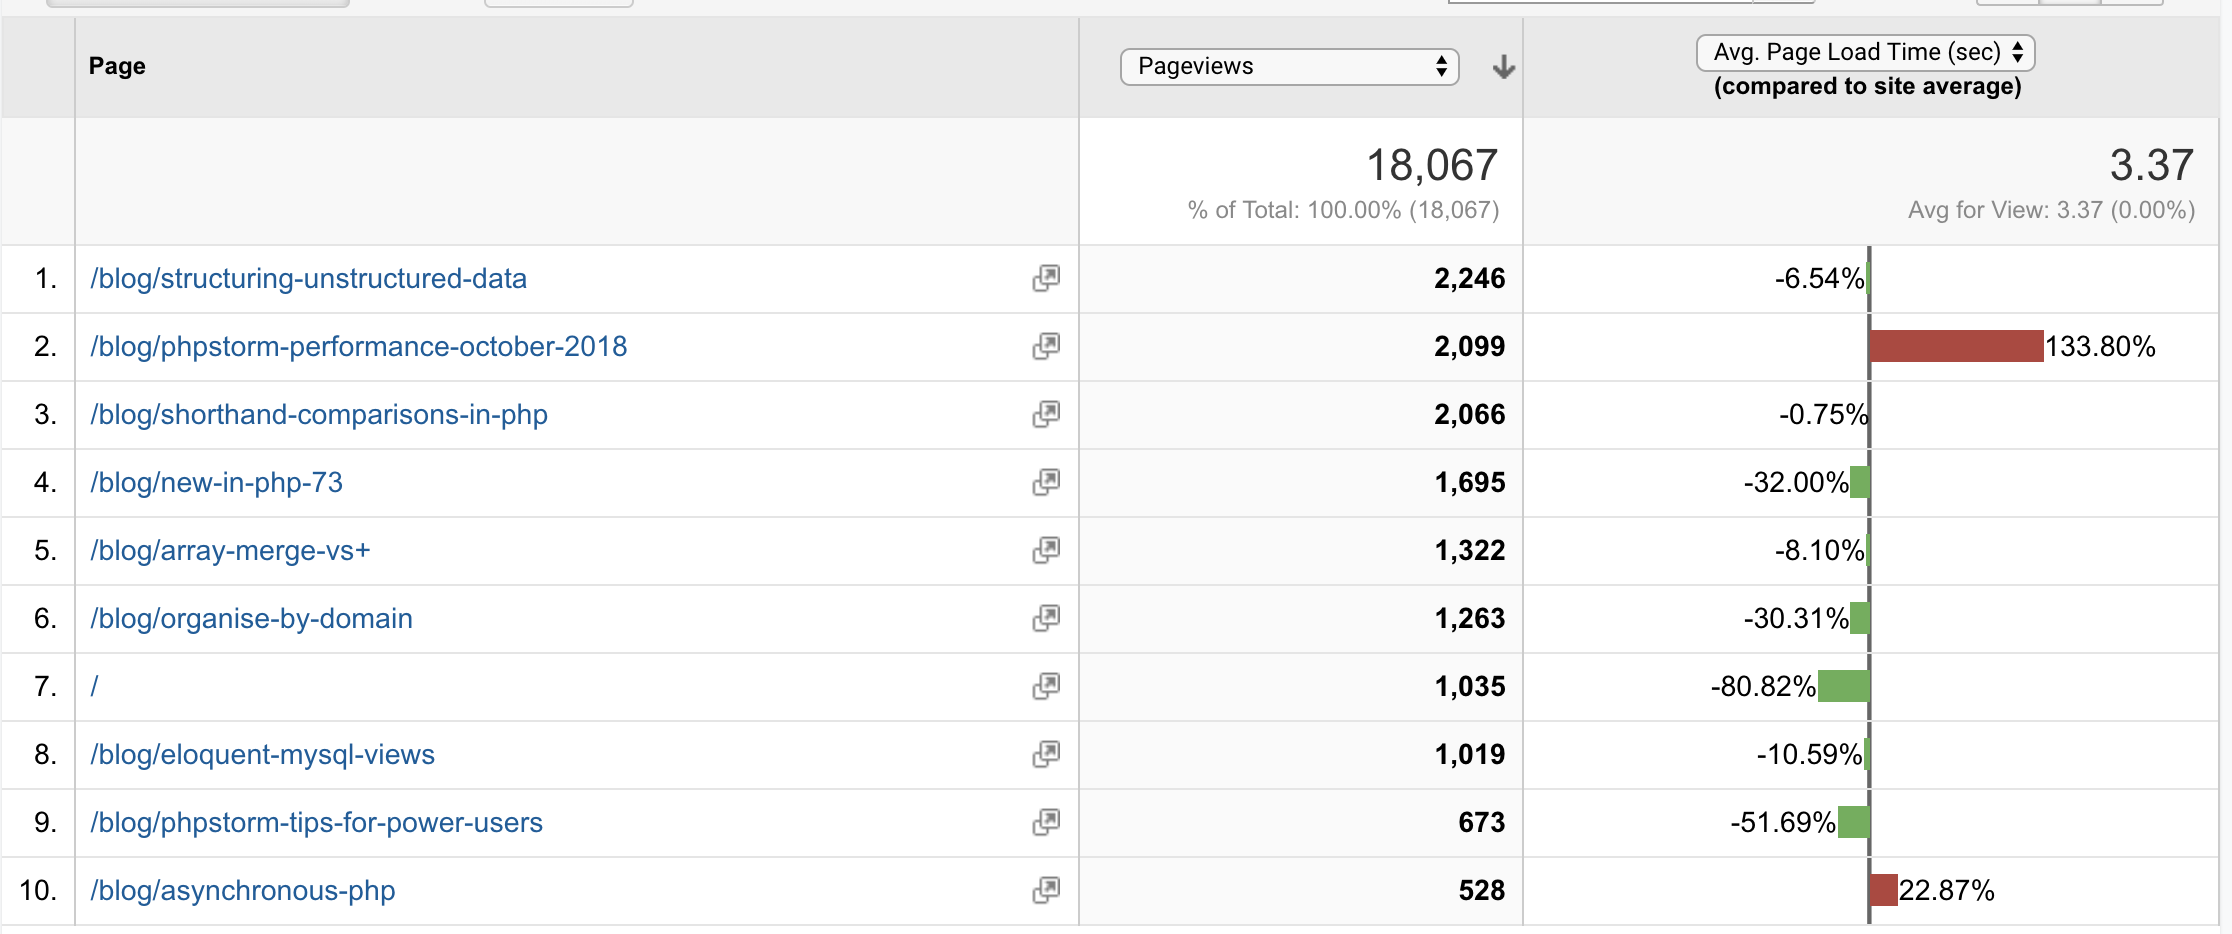 Page
Pageviews
Avg. Page Load Time (sec)
(compared to site average)
18,067
% of Total: 100.00% (18,067)
3.37
Avg for View: 3.37 (0.00%)
1. /blog/structuring-unstructured-data 2,246 -6.54%
2. /blog/phpstorm-performance-october-2018 2,099 133.80%
3. /blog/shorthand-comparisons-in-php 2,066 -0.75%
4. /blog/new-in-php-73 1,695 -32.00%
5. /blog/array-merge-vs+ 1,322 -8.10%
6. /blog/organise-by-domain 1,263 -30.31%
7. / 1,035 -80.82%
8. /blog/eloquent-mysql-views 1,019 -10.59%
9. /blog/phpstorm-tips-for-power-users 673 -51.69%
10. /blog/asynchronous-php 528 22.87%